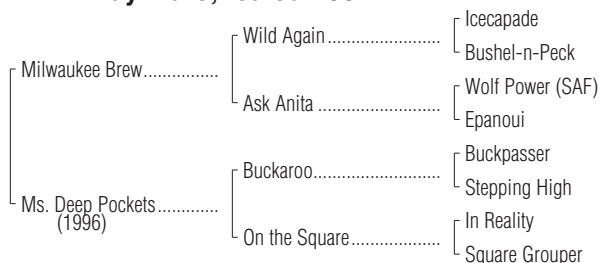 Icecapade
Wild Again.......................
Bushel-n-Peck
Milwaukee Brew...............
Wolf Power (SAF)
Ask Anita.........................
Epanoui
Buckpasser
Buckaroo.........................
Stepping High
Ms. Deep Pockets............
(1996)
In Reality
On the Square..................
Square Grouper